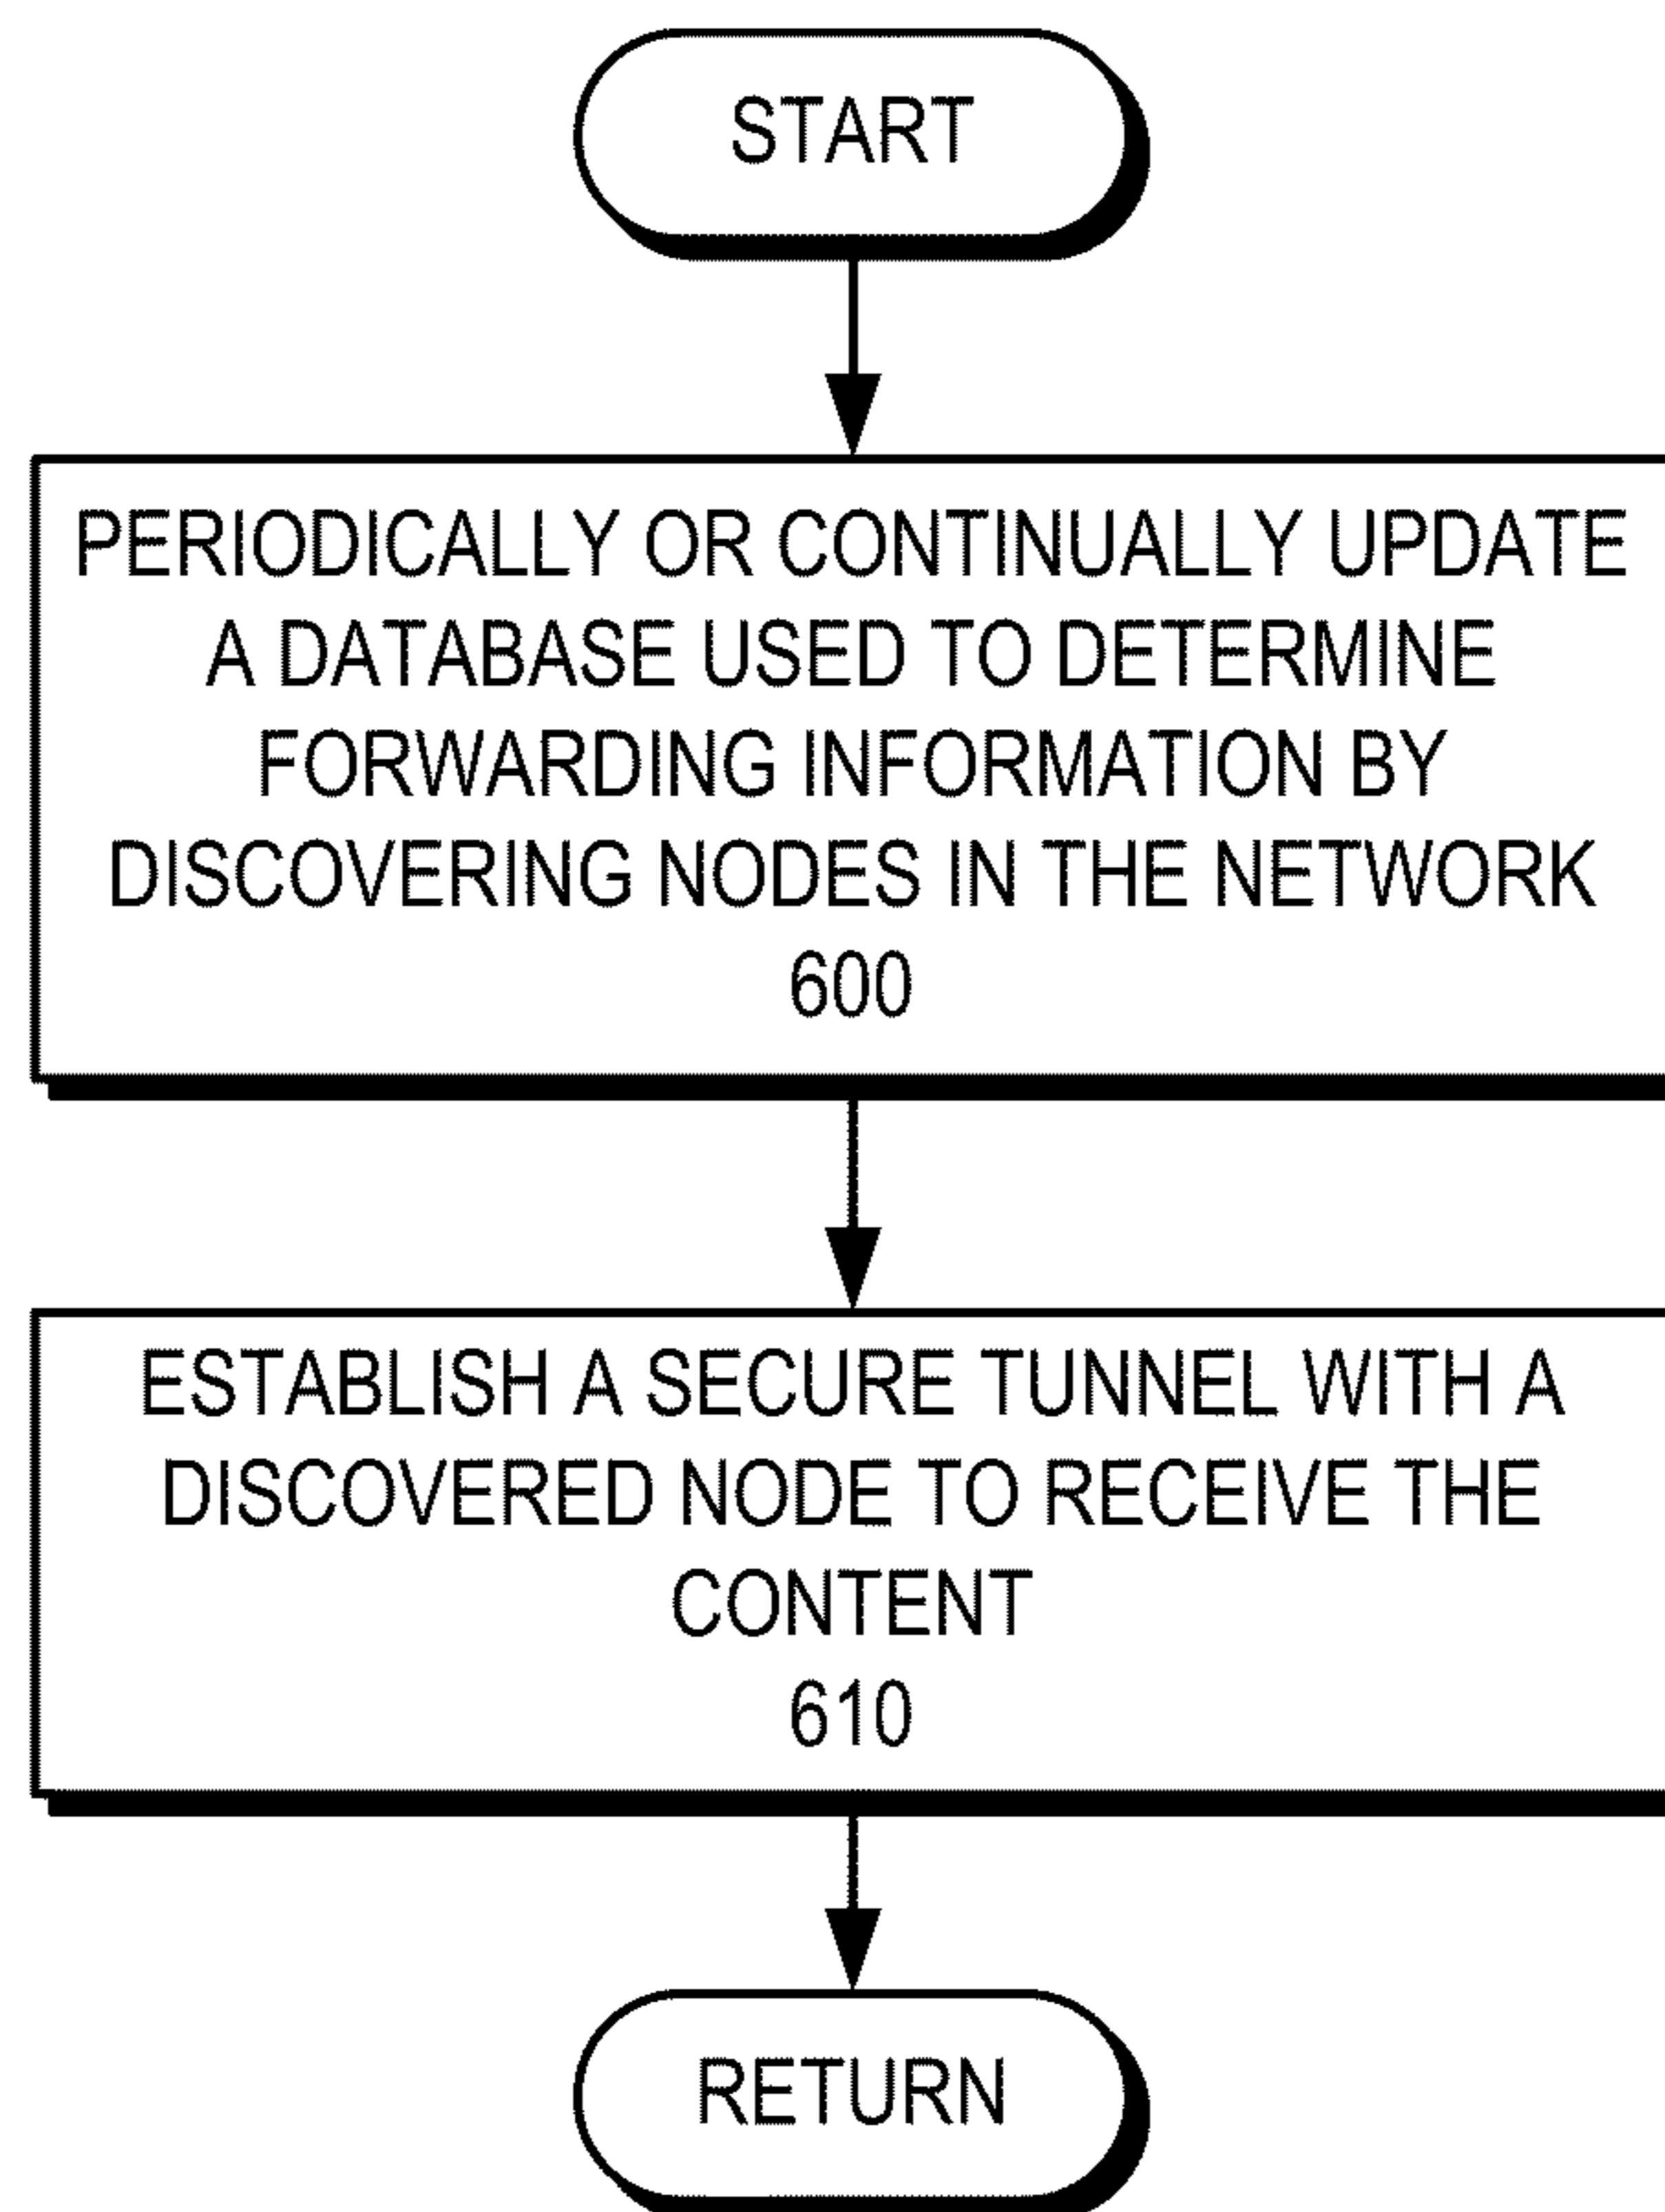 START
PERIODICALLY OR CONTINUALLY UPDATE
A DATABASE USED TO DETERMINE
FORWARDING INFORMATION BY
DISCOVERING NODES IN THE NETWORK
600
ESTABLISH A SECURE TUNNEL WITH A
DISCOVERED NODE TO RECEIVE THE
CONTENT
610
RETURN